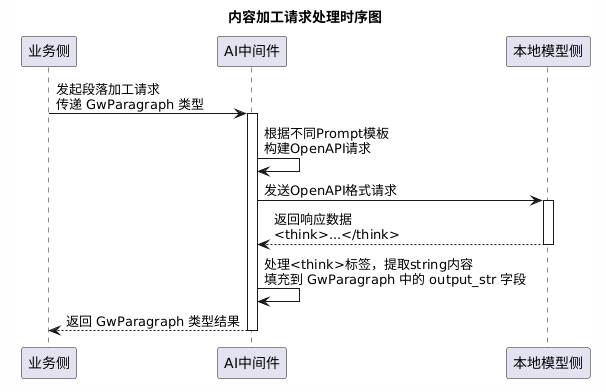 内容加工请求处理时序图
业务侧
AI中间件
本地模型侧
发起段落加工请求
传递 GwParagraph 类型
根据不同Prompt模板
构建OpenAPI请求
发送OpenAPI格式请求
返回响应数据
<think>...</think>
处理<think>标签，提取string内容
填充到 GwParagraph 中的 output_str 字段
返回 GwParagraph 类型结果
业务侧
AI中间件
本地模型侧